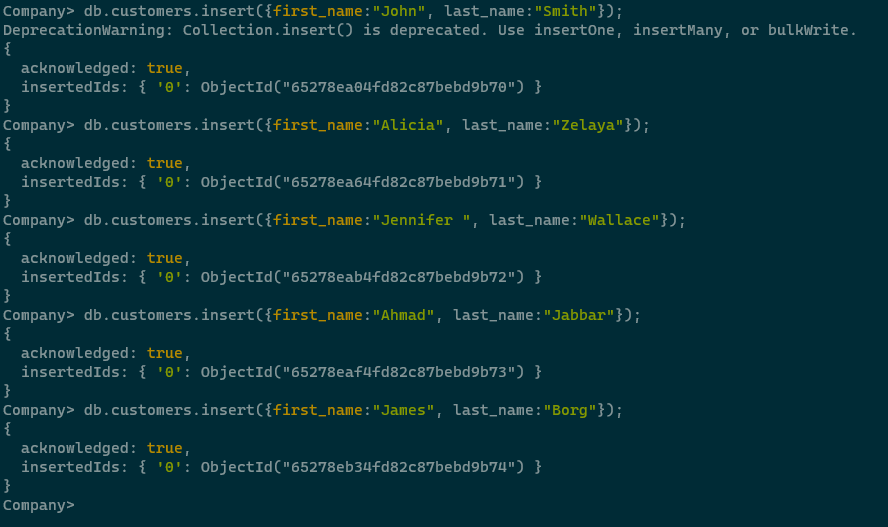 Company> db.customers.insert({first_name:"John", last_name:"Smith"});
DeprecationWarning: Collection.insert() is deprecated. Use insertOne, insertMany, or bulkWrite.
{
  acknowledged: true,
  insertedIds: { '0': ObjectId("65278ea04fd82c87bebd9b70") }
}
Company> db.customers.insert({first_name:"Alicia", last_name:"Zelaya"});
{
  acknowledged: true,
  insertedIds: { '0': ObjectId("65278ea64fd82c87bebd9b71") }
}
Company> db.customers.insert({first_name:"Jennifer ", last_name:"Wallace"});
{
  acknowledged: true,
  insertedIds: { '0': ObjectId("65278eab4fd82c87bebd9b72") }
}
Company> db.customers.insert({first_name:"Ahmad", last_name:"Jabbar"});
{
  acknowledged: true,
  insertedIds: { '0': ObjectId("65278eaf4fd82c87bebd9b73") }
}
Company> db.customers.insert({first_name:"James", last_name:"Borg"});
{
  acknowledged: true,
  insertedIds: { '0': ObjectId("65278eb34fd82c87bebd9b74") }
}
Company>